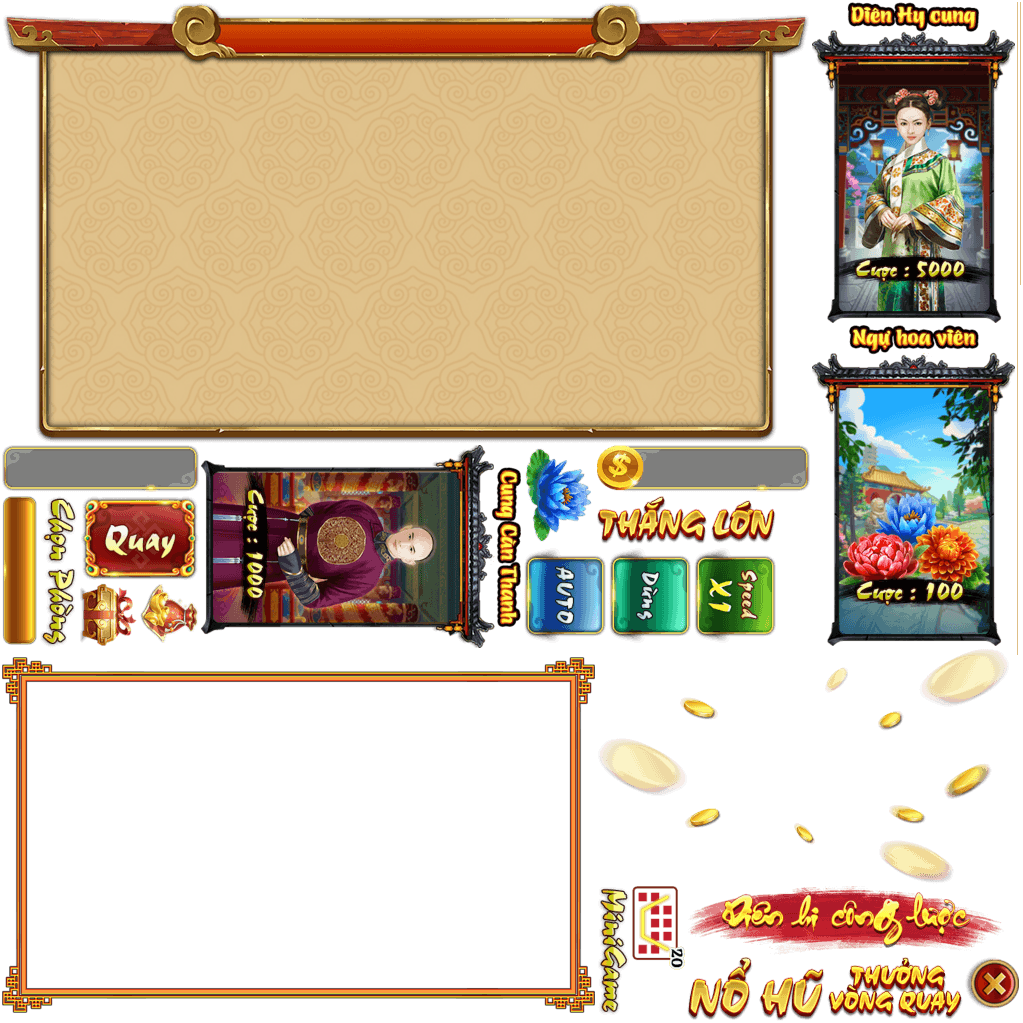 Diên Hy cung
Cược : 5000
Ngự hoa viên
Cược : 100
Chọn Phòng
Quay
Cược : 1000
Cung Càn Thanh
THẮNG LỚN
AUTO
Dừng
Speed
X1
MiniGame
20
Diên hi công lược
NỔ HŨ
THƯỞNG
VÒNG QUAY